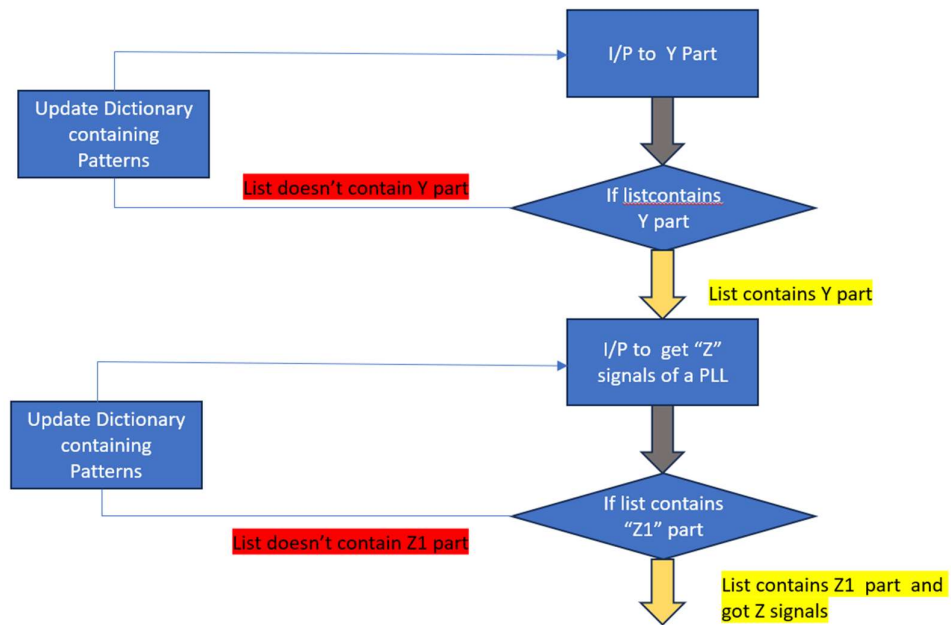 I/P to Y Part
Update Dictionary
containing
Patterns
List doesn't contain Y part
If listcontains
Y part
List contains Y part
I/P to get “Z”
signals of a PLL
Update Dictionary
containing
Patterns
If list contains
“Z1” part
List doesn't contain Z1 part
List contains Z1 part and
got Z signals